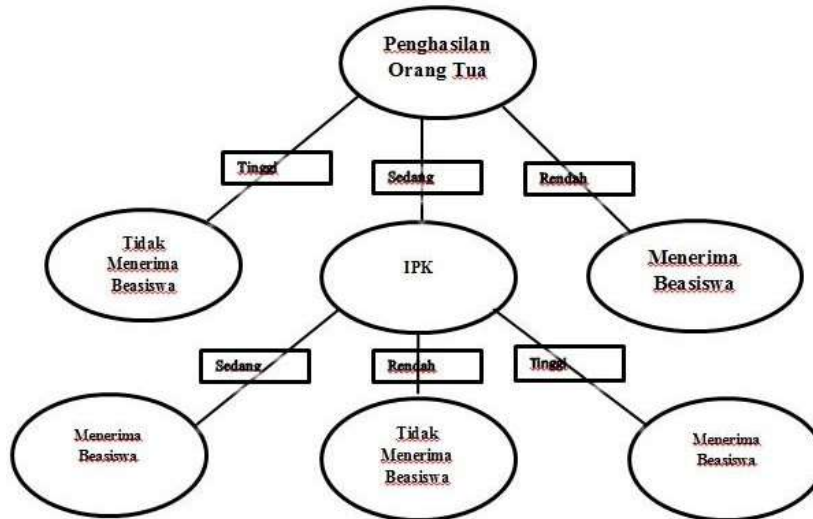 Penghasilan
Orang Tua
Tinggi
Sedang
Rendah
Tidak
Menerima
Beasiswa
IPK
Menerima
Beasiswa
Sedang
Rendah
Tinggi
Menerima
Beasiswa
Tidak
Menerima
Beasiswa
Menerima
Beasiswa